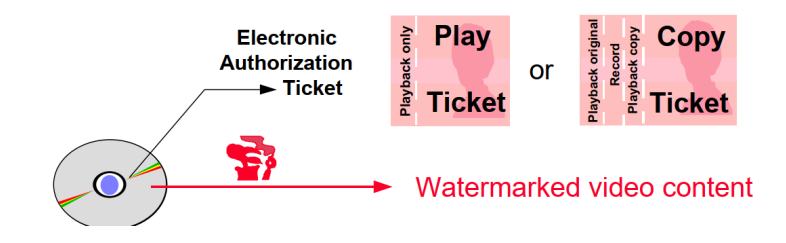 Electronic
Authorization
Ticket
Playback only
Play
Ticket
or
Playback original
Record
Playback copy
Copy
Ticket
Watermarked video content